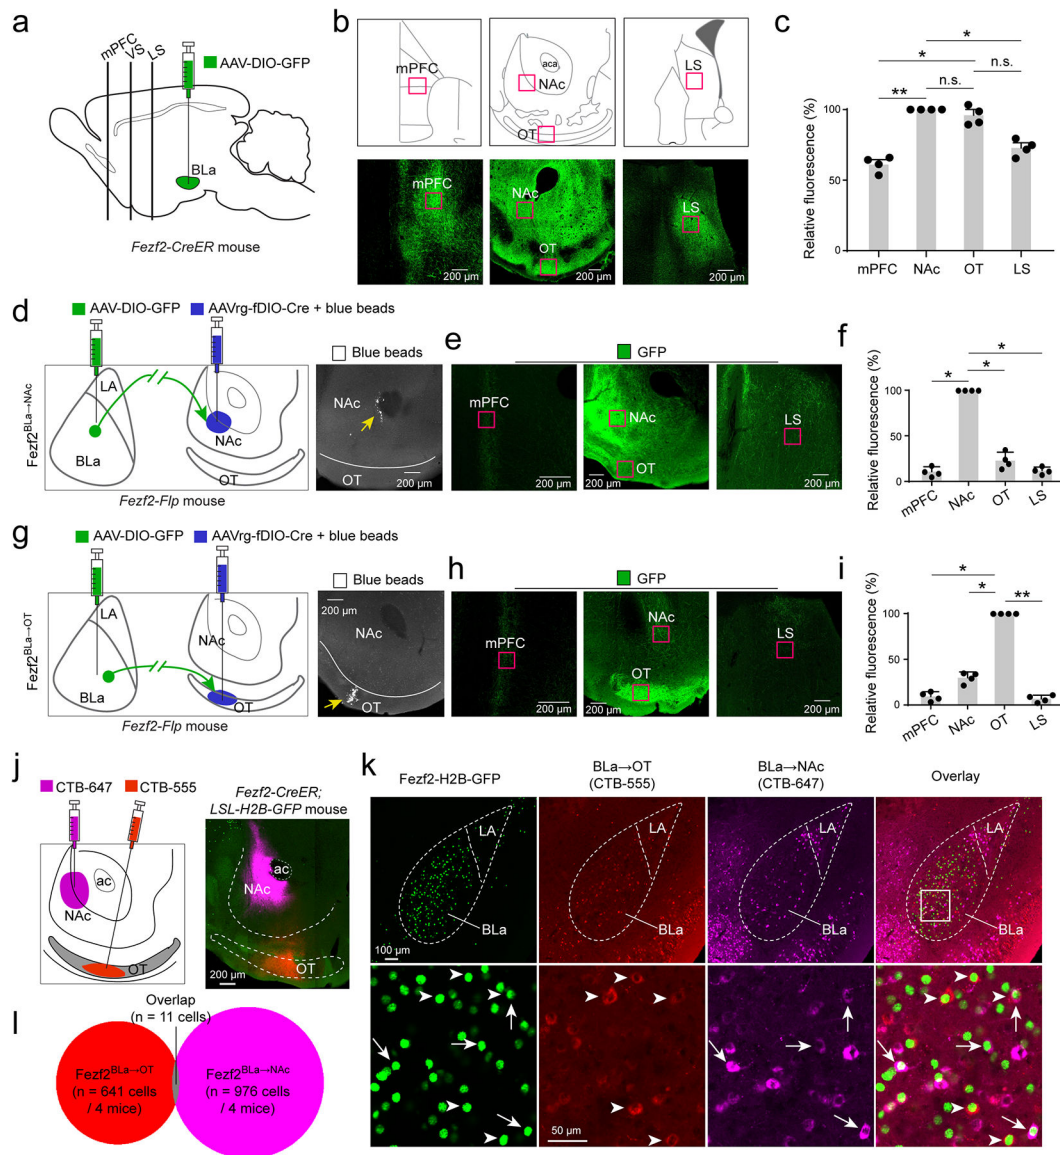 a
mPFC
VS
LS
AAV-DIO-GFP
BLa
Fezf2-CreER mouse
b
mPFC
aca
NAc
OT
LS
mPFC
200 µm
NAc
OT
200 µm
LS
200 µm
c
Relative fluorescence (%)
150
100
50
0
*
*
n.s.
**
n.s.
mPFC NAc OT LS
d
AAV-DIO-GFP AAVrg-fDIO-Cre + blue beads
Fezf2BLa→NAc
LA
BLa
NAc
OT
Fezf2-Flp mouse
Blue beads
NAc
OT
200 µm
e
GFP
mPFC
200 µm
NAc
OT
200 µm
LS
200 µm
f
Relative fluorescence (%)
100
50
0
*
*
*
mPFC NAc OT LS
g
AAV-DIO-GFP AAVrg-fDIO-Cre + blue beads
Fezf2BLa→OT
LA
BLa
NAc
OT
Fezf2-Flp mouse
Blue beads
200 µm
NAc
OT
h
GFP
mPFC
200 µm
NAc
OT
200 µm
LS
200 µm
i
Relative fluorescence (%)
100
50
0
*
*
**
mPFC NAc OT LS
j
CTB-647 CTB-555
ac
NAc
OT
Fezf2-CreER;
LSL-H2B-GFP mouse
ac
NAc
OT
200 µm
k
Fezf2-H2B-GFP
LA
BLa
100 µm
BLa→OT
(CTB-555)
LA
BLa
50 µm
BLa→NAc
(CTB-647)
LA
BLa
Overlay
LA
BLa
l
Overlap
(n = 11 cells)
Fezf2BLa→OT
(n = 641 cells
/ 4 mice)
Fezf2BLa→NAc
(n = 976 cells
/ 4 mice)